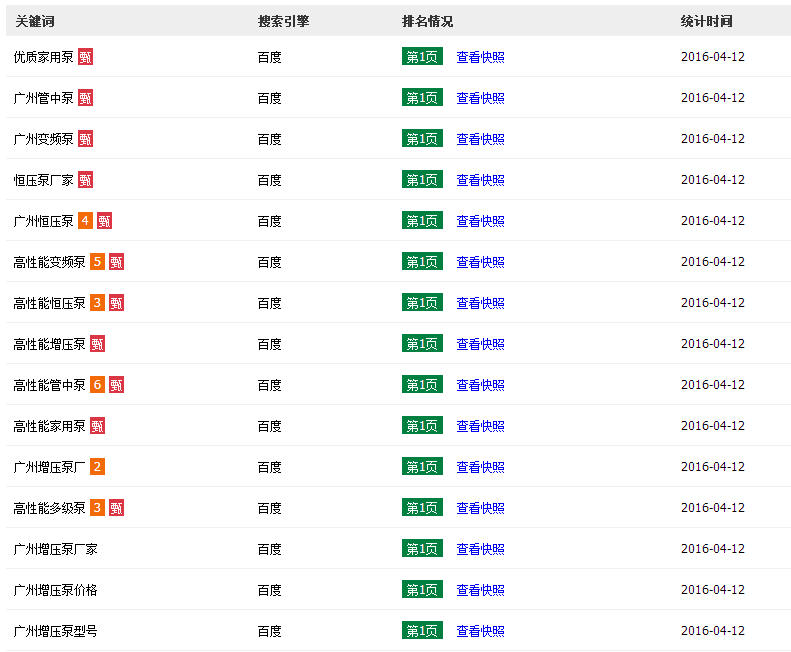 关键词 搜索引擎 排名情况 统计时间
优质家用泵 甄 百度 第1页 查看快照 2016-04-12
广州管中泵 甄 百度 第1页 查看快照 2016-04-12
广州变频泵 甄 百度 第1页 查看快照 2016-04-12
恒压泵厂家 甄 百度 第1页 查看快照 2016-04-12
广州恒压泵 4 甄 百度 第1页 查看快照 2016-04-12
高性能变频泵 5 甄 百度 第1页 查看快照 2016-04-12
高性能恒压泵 3 甄 百度 第1页 查看快照 2016-04-12
高性能增压泵 甄 百度 第1页 查看快照 2016-04-12
高性能管中泵 6 甄 百度 第1页 查看快照 2016-04-12
高性能家用泵 甄 百度 第1页 查看快照 2016-04-12
广州增压泵厂 2 百度 第1页 查看快照 2016-04-12
高性能多级泵 3 甄 百度 第1页 查看快照 2016-04-12
广州增压泵厂家 百度 第1页 查看快照 2016-04-12
广州增压泵价格 百度 第1页 查看快照 2016-04-12
广州增压泵型号 百度 第1页 查看快照 2016-04-12